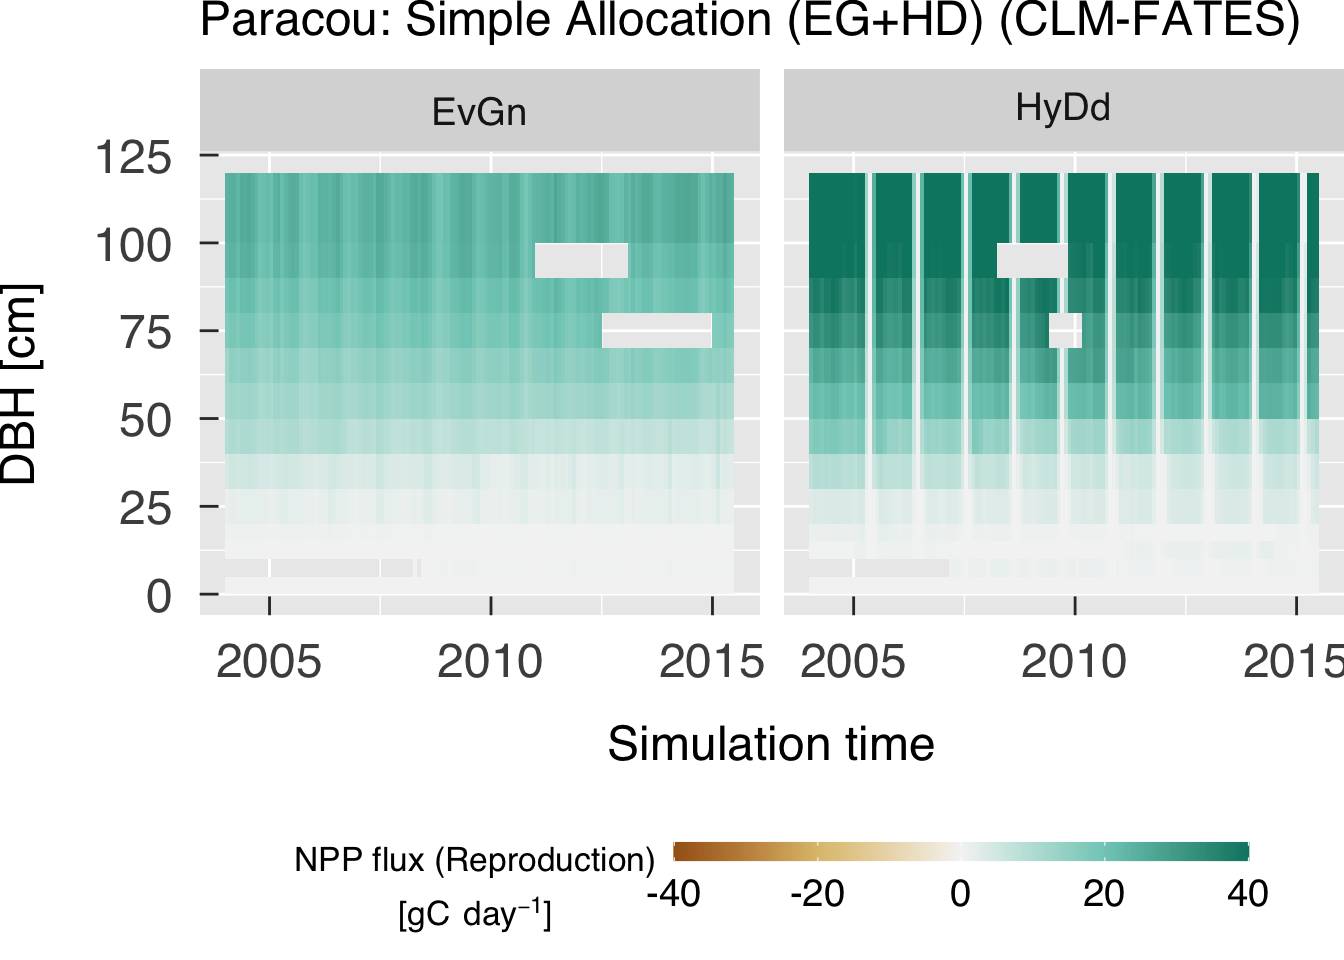 Paracou: Simple Allocation (EG+HD) (CLM-FATES)
EvGn
HyDd
DBH [cm]
125
100
75
50
25
0
2005 2010 2015
2005 2010 2015
Simulation time
NPP flux (Reproduction)
[gC day⁻¹]
-40 -20 0 20 40